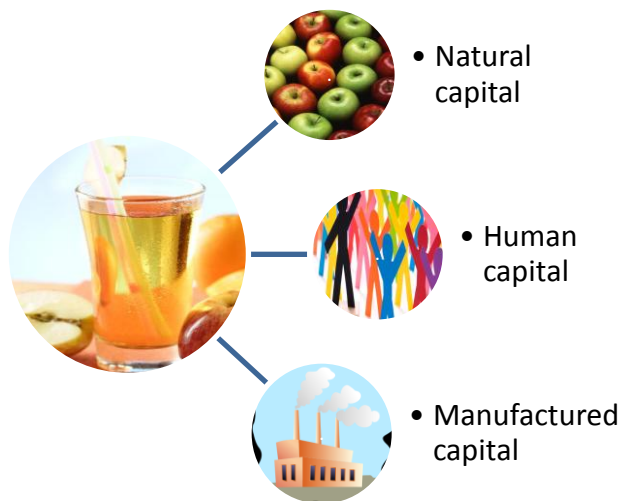 • Natural
capital
• Human
capital
• Manufactured
capital